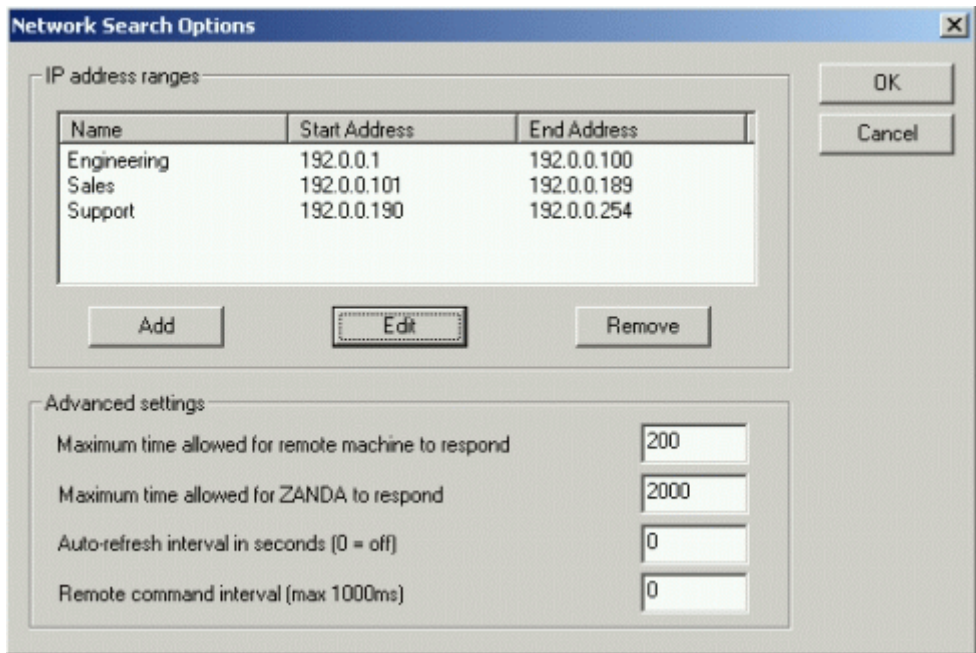 Network Search Options
IP address ranges
OK
Cancel
Name Start Address End Address
Engineering 192.0.0.1 192.0.0.100
Sales 192.0.0.101 192.0.0.189
Support 192.0.0.190 192.0.0.254
Add Edit Remove
Advanced settings
Maximum time allowed for remote machine to respond 200
Maximum time allowed for ZANDA to respond 2000
Auto-refresh interval in seconds (0 = off) 0
Remote command interval (max 1000ms) 0